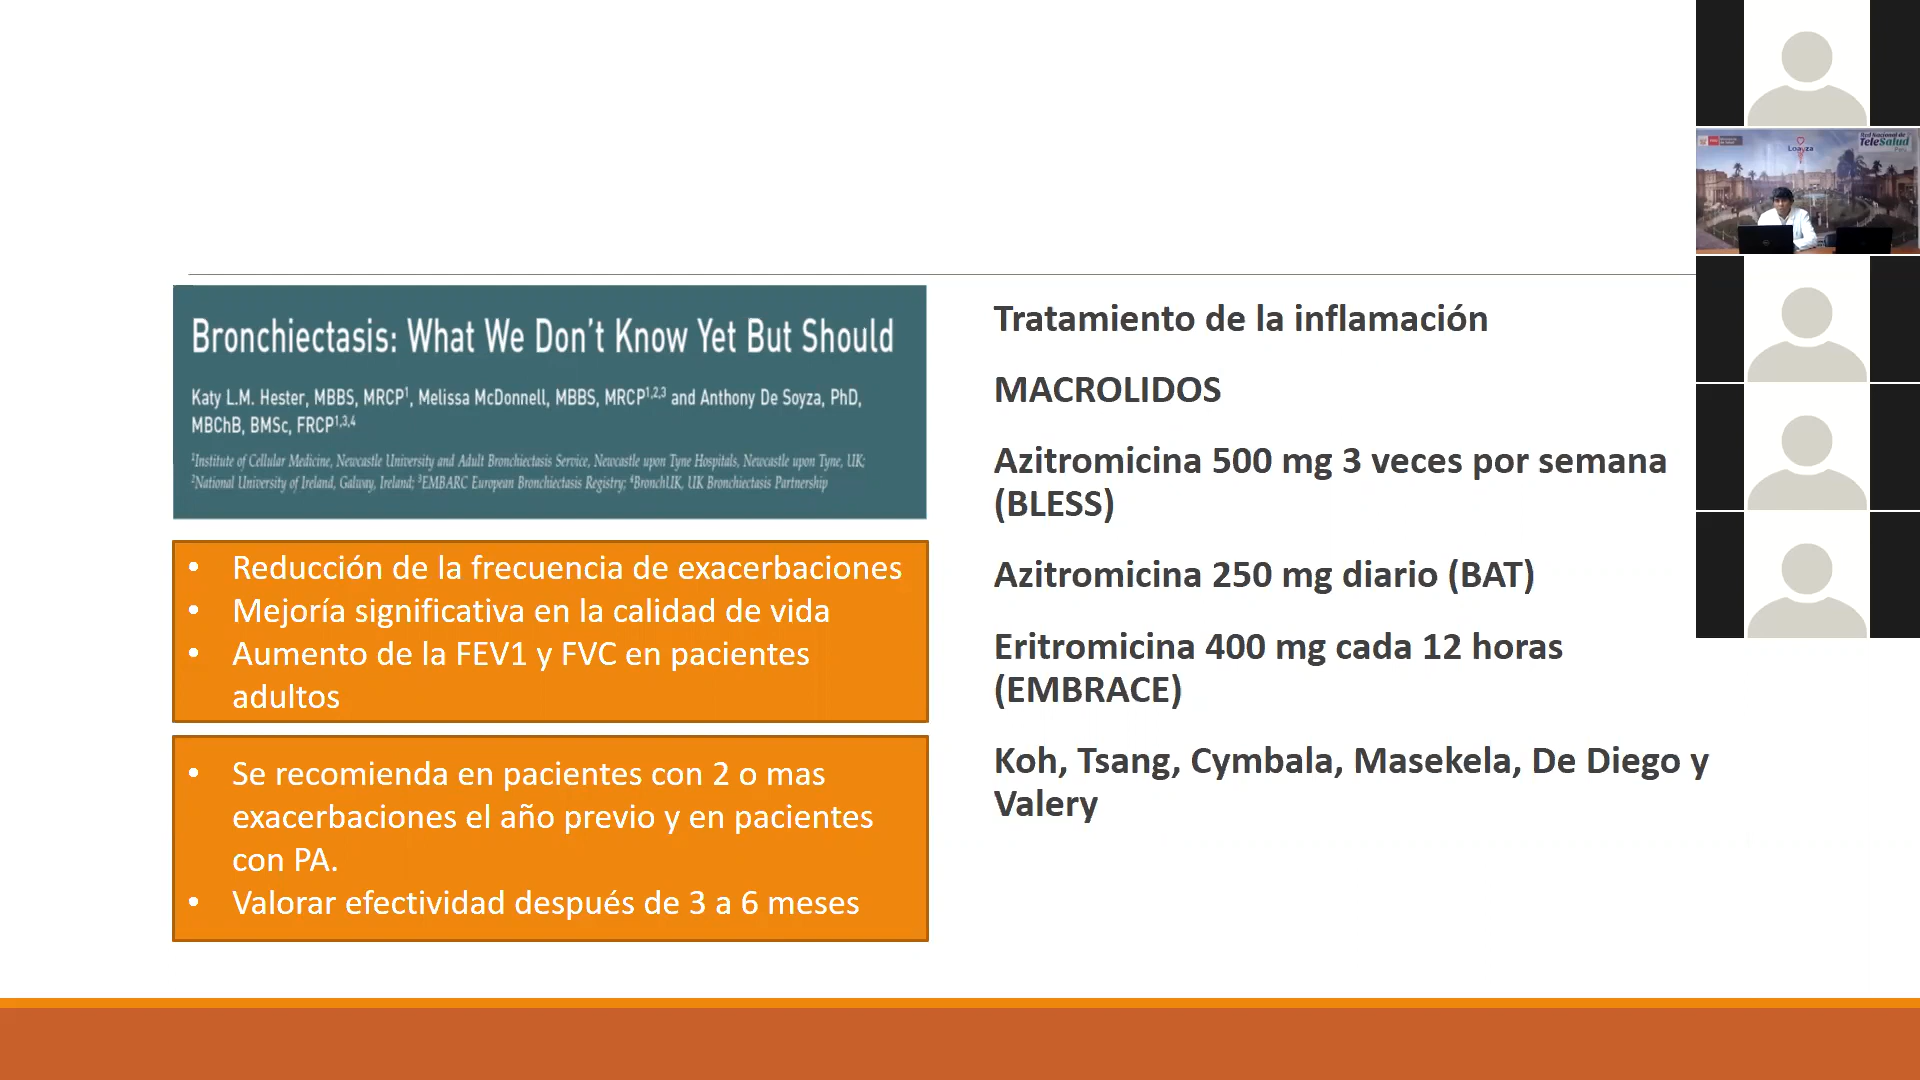 Bronchiectasis: What We Don't Know Yet But Should
Katy L.M. Hester, MBBS, MRCP¹, Melissa McDonnell, MBBS, MRCP¹,²,³ and Anthony De Soyza, PhD,
MBChB, BMSc, FRCP¹,³,⁴
¹Institute of Cellular Medicine, Newcastle University and Adult Bronchiectasis Service, Newcastle upon Tyne Hospitals, Newcastle upon Tyne, UK;
²National University of Ireland, Galway, Ireland; ³EMBARC European Bronchiectasis Registry; ⁴BronchUK, UK Bronchiectasis Partnership
• Reducción de la frecuencia de exacerbaciones
• Mejoría significativa en la calidad de vida
• Aumento de la FEV1 y FVC en pacientes
adultos
• Se recomienda en pacientes con 2 o mas
exacerbaciones el año previo y en pacientes
con PA.
• Valorar efectividad después de 3 a 6 meses
Tratamiento de la inflamación
MACROLIDOS
Azitromicina 500 mg 3 veces por semana
(BLESS)
Azitromicina 250 mg diario (BAT)
Eritromicina 400 mg cada 12 horas
(EMBRACE)
Koh, Tsang, Cymbala, Masekela, De Diego y
Valery
Loayza
Red Nacional de
TeleSalud